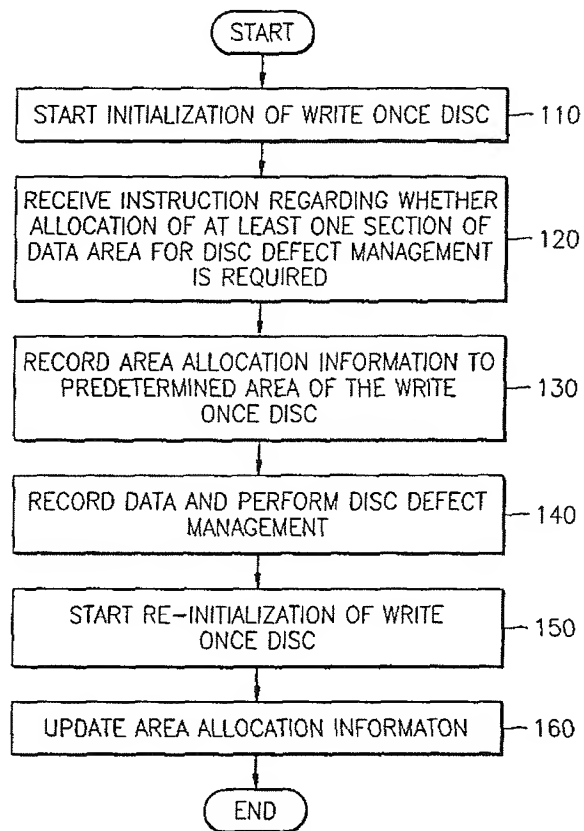 START
START INITIALIZATION OF WRITE ONCE DISC
110
RECEIVE INSTRUCTION REGARDING WHETHER
ALLOCATION OF AT LEAST ONE SECTION OF
DATA AREA FOR DISC DEFECT MANAGEMENT
IS REQUIRED
120
RECORD AREA ALLOCATION INFORMATION TO
PREDETERMINED AREA OF THE WRITE
ONCE DISC
130
RECORD DATA AND PERFORM DISC DEFECT
MANAGEMENT
140
START RE-INITIALIZATION OF WRITE
ONCE DISC
150
UPDATE AREA ALLOCATION INFORMATON
160
END